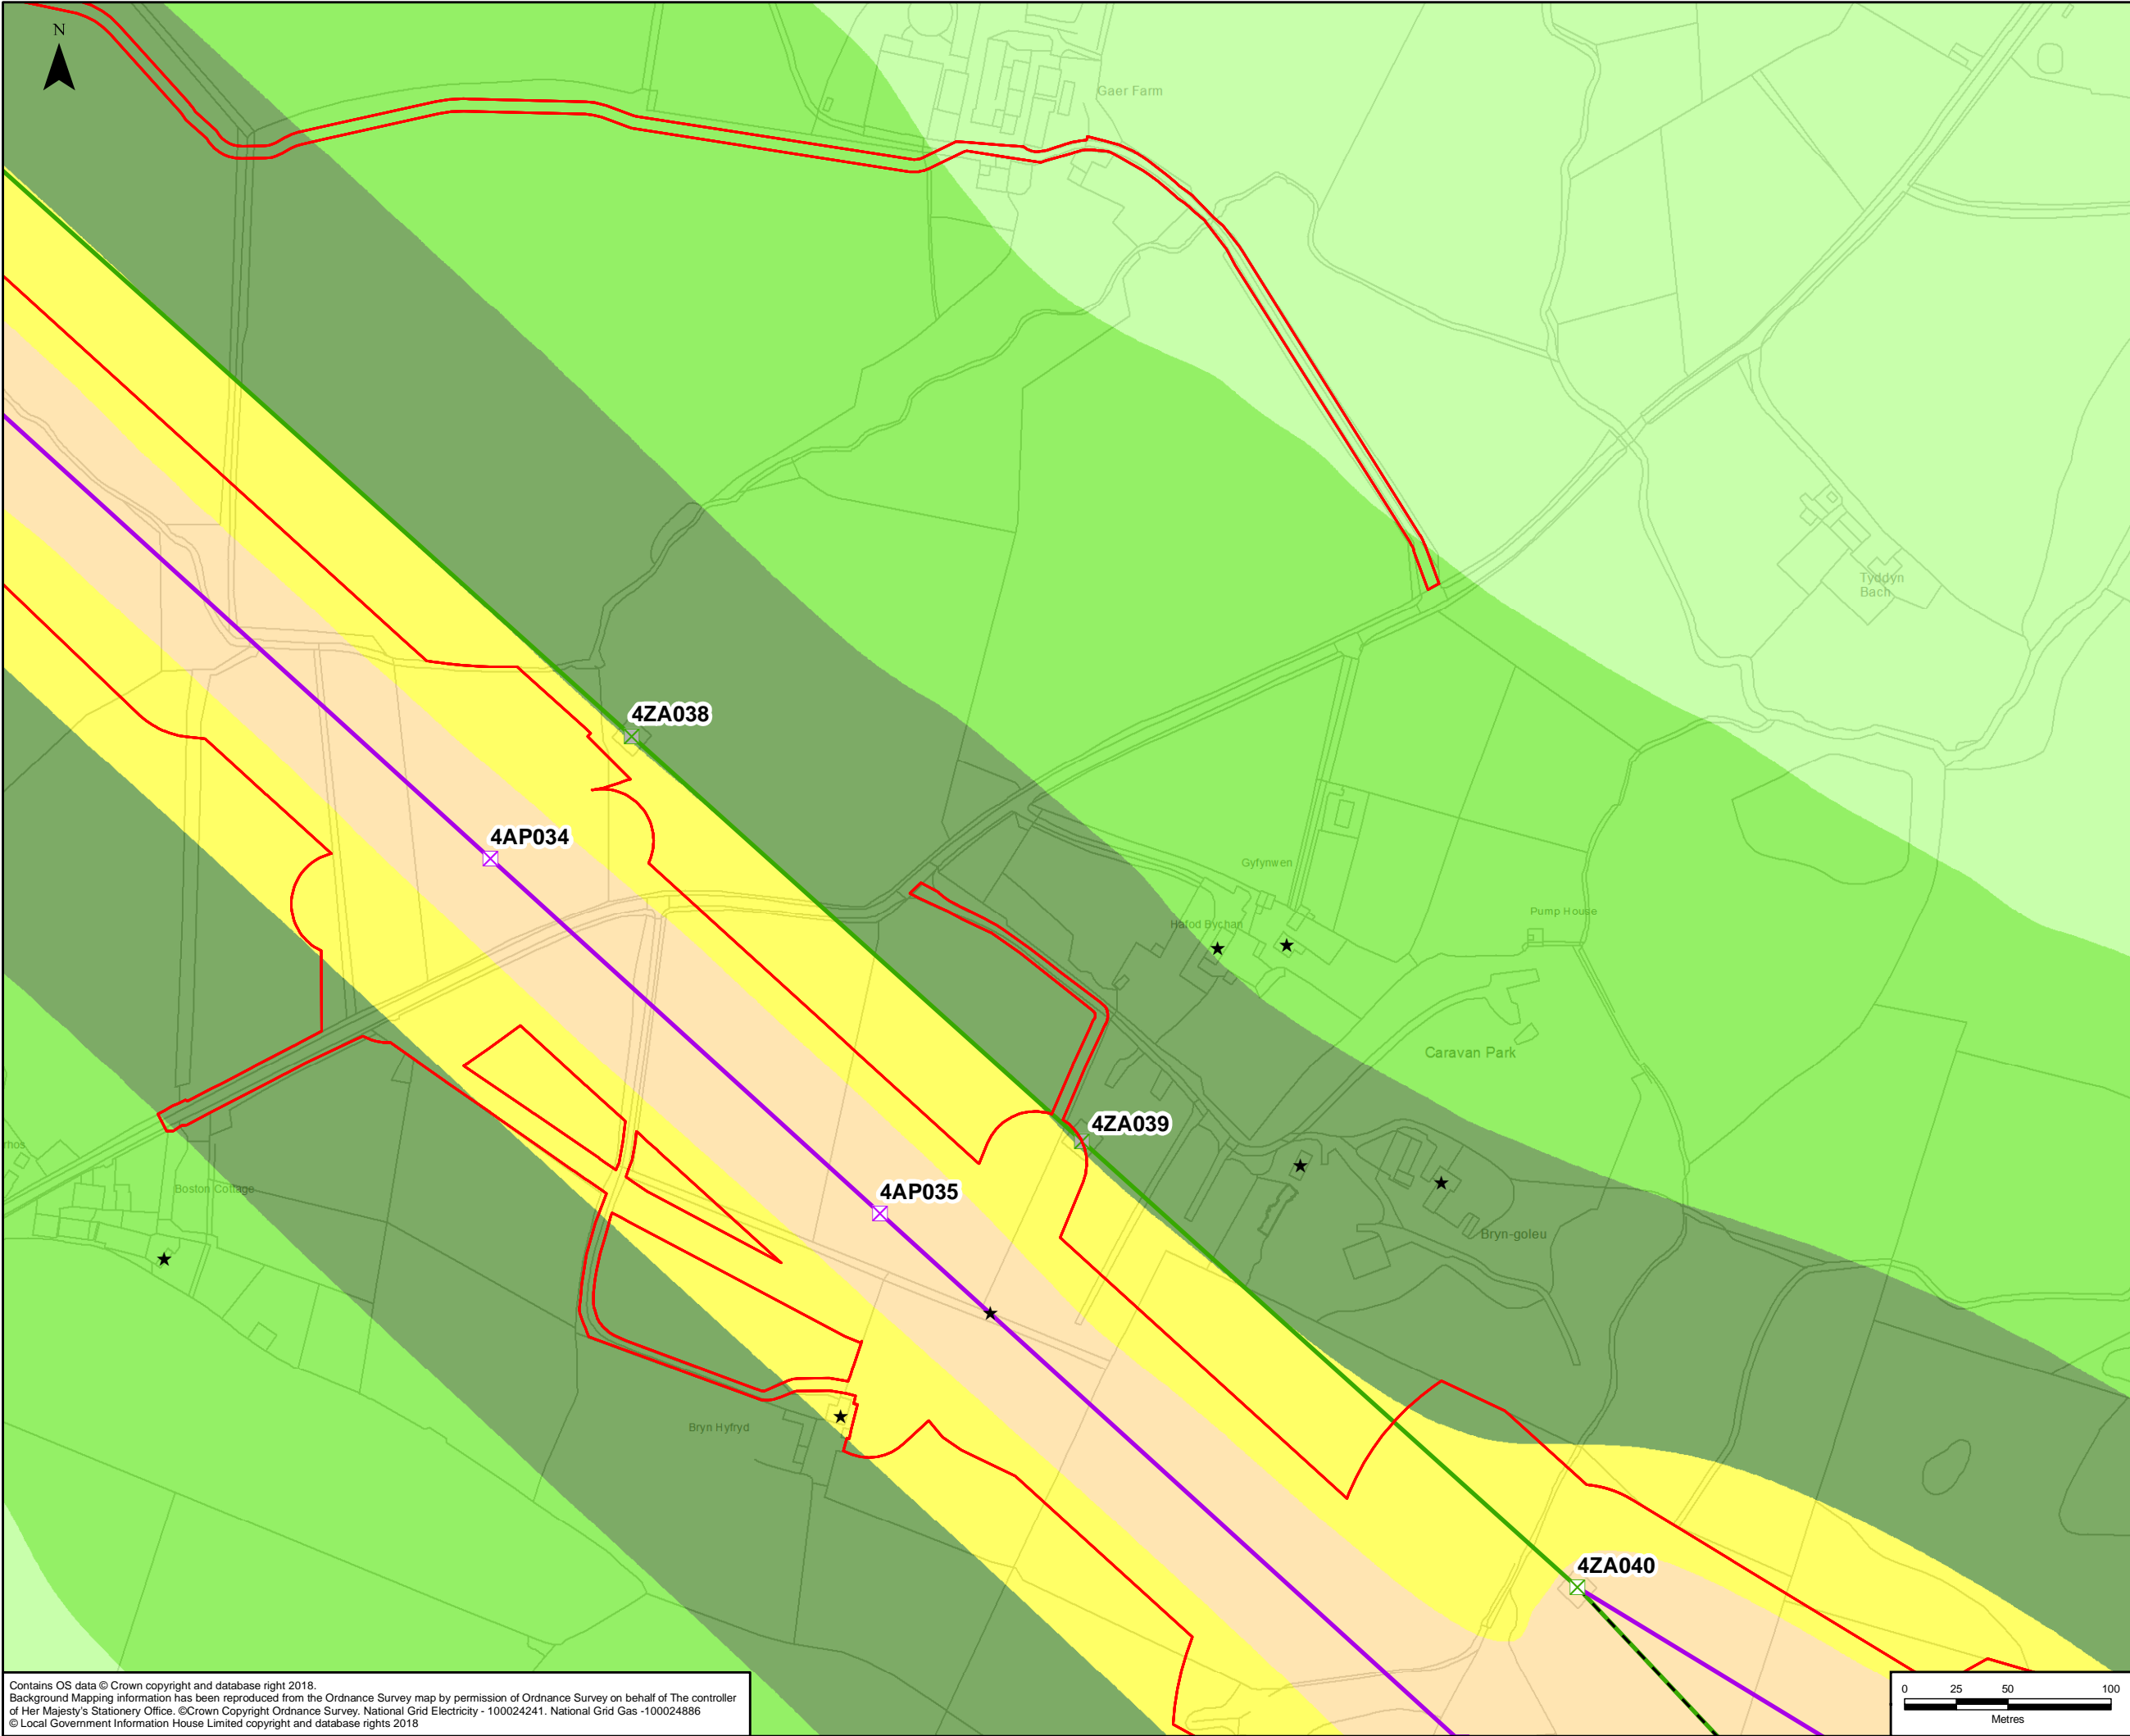 N
Gaer Farm
Tyddyn
Bach
4ZA038
4AP034
Gyfynwen
Hafod Bychan
Pump House
Caravan Park
4ZA039
rhos
Boston Cottage
4AP035
Bryn-goleu
Bryn Hyfryd
4ZA040
Contains OS data © Crown copyright and database right 2018.
Background Mapping information has been reproduced from the Ordnance Survey map by permission of Ordnance Survey on behalf of The controller
of Her Majesty's Stationery Office. ©Crown Copyright Ordnance Survey. National Grid Electricity - 100024241. National Grid Gas -100024886
© Local Government Information House Limited copyright and database rights 2018
0 25 50 100
Metres